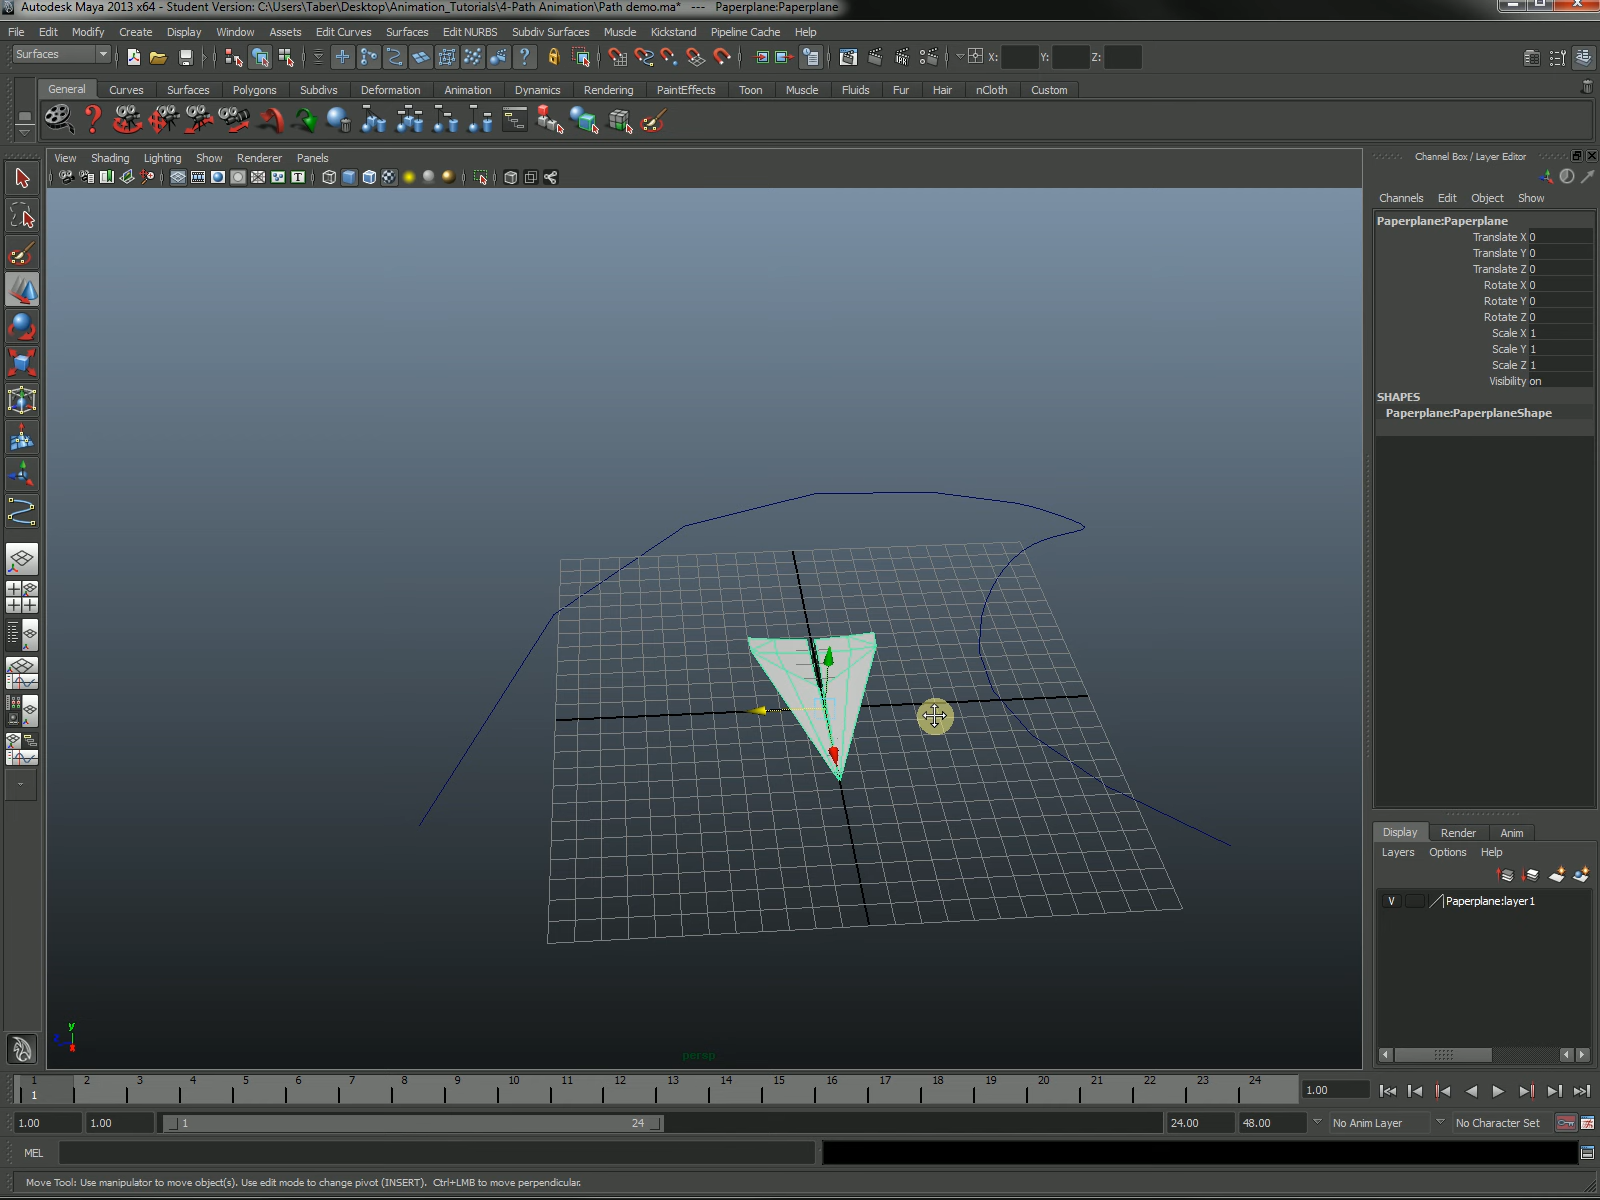 Autodesk Maya 2013 x64 - Student Version: C:\Users\Taber\Desktop\Animation_Tutorials\4-Path Animation\Path demo.ma* --- Paperplane:Paperplane
File Edit Modify Create Display Window Assets Edit Curves Surfaces Edit NURBS Subdiv Surfaces Muscle Kickstand Pipeline Cache Help
Surfaces X: Y: Z:
General Curves Surfaces Polygons Subdivs Deformation Animation Dynamics Rendering PaintEffects Toon Muscle Fluids Fur Hair nCloth Custom
View Shading Lighting Show Renderer Panels
Channel Box / Layer Editor
Channels Edit Object Show
Paperplane:Paperplane
Translate X 0
Translate Y 0
Translate Z 0
Rotate X 0
Rotate Y 0
Rotate Z 0
Scale X 1
Scale Y 1
Scale Z 1
Visibility on
SHAPES
Paperplane:PaperplaneShape
Display Render Anim
Layers Options Help
V Paperplane:layer1
y
x
persp
1 2 3 4 5 6 7 8 9 10 11 12 13 14 15 16 17 18 19 20 21 22 23 24
1 1.00
1.00 1.00 1 24 24.00 48.00 No Anim Layer No Character Set
MEL
Move Tool: Use manipulator to move object(s). Use edit mode to change pivot (INSERT). Ctrl+LMB to move perpendicular.